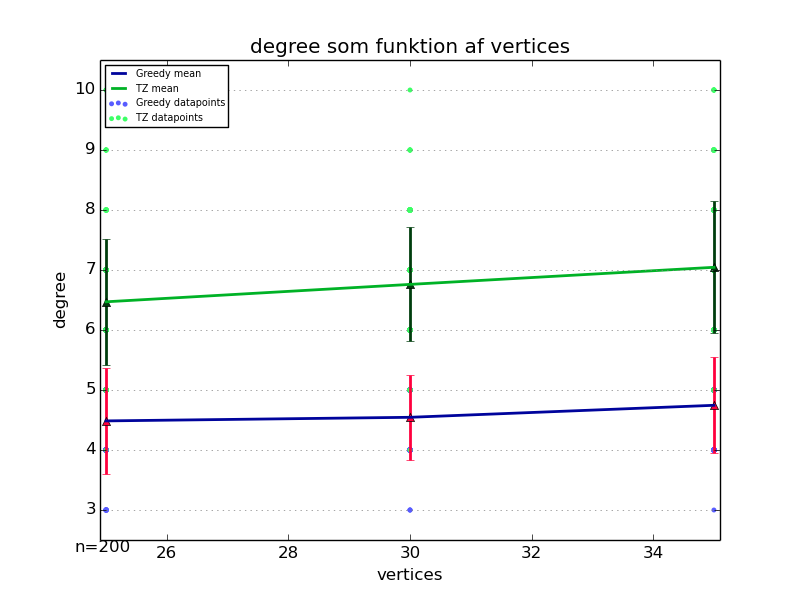 degree som funktion af vertices
Greedy mean
TZ mean
Greedy datapoints
TZ datapoints
10
9
8
7
6
5
4
3
degree
n=200
26
28
30
32
34
vertices